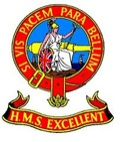 SI VIS PACEM PARA BELLUM
H.M.S. EXCELLENT